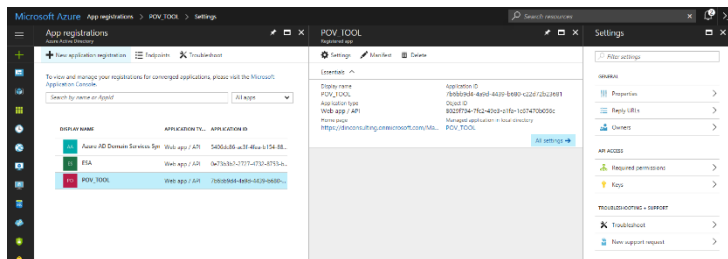 Microsoft Azure App registrations > POV_TOOL > Settings
Search resources
App registrations
Azure Active Directory
New application registration Endpoints Troubleshoot
To view and manage your registrations for converged applications, please visit the Microsoft
Application Console.
Search by name or AppId
All apps
DISPLAY NAME APPLICATION TY... APPLICATION ID
AA Azure AD Domain Services Syn Web app / API
ES ESA Web app / API
PO POV_TOOL Web app / API
POV_TOOL
Registered app
Settings Manifest Delete
Essentials
Display name
POV_TOOL
Application type
Web app / API
Home page
Application ID
Object ID
Managed application in local directory
POV_TOOL
All settings
Settings
Filter settings
GENERAL
Properties
Reply URLs
Owners
API ACCESS
Required permissions
Keys
TROUBLESHOOTING + SUPPORT
Troubleshoot
New support request